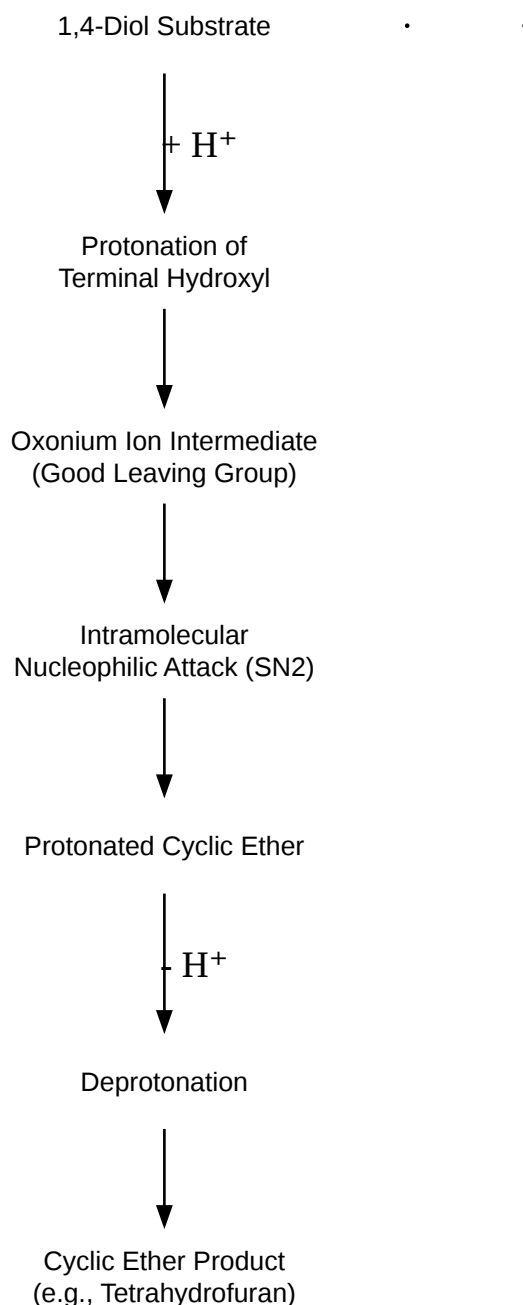 1,4-Diol Substrate
+ H⁺
Protonation of
Terminal Hydroxyl
Oxonium Ion Intermediate
(Good Leaving Group)
Intramolecular
Nucleophilic Attack (SN2)
Protonated Cyclic Ether
- H⁺
Deprotonation
Cyclic Ether Product
(e.g., Tetrahydrofuran)